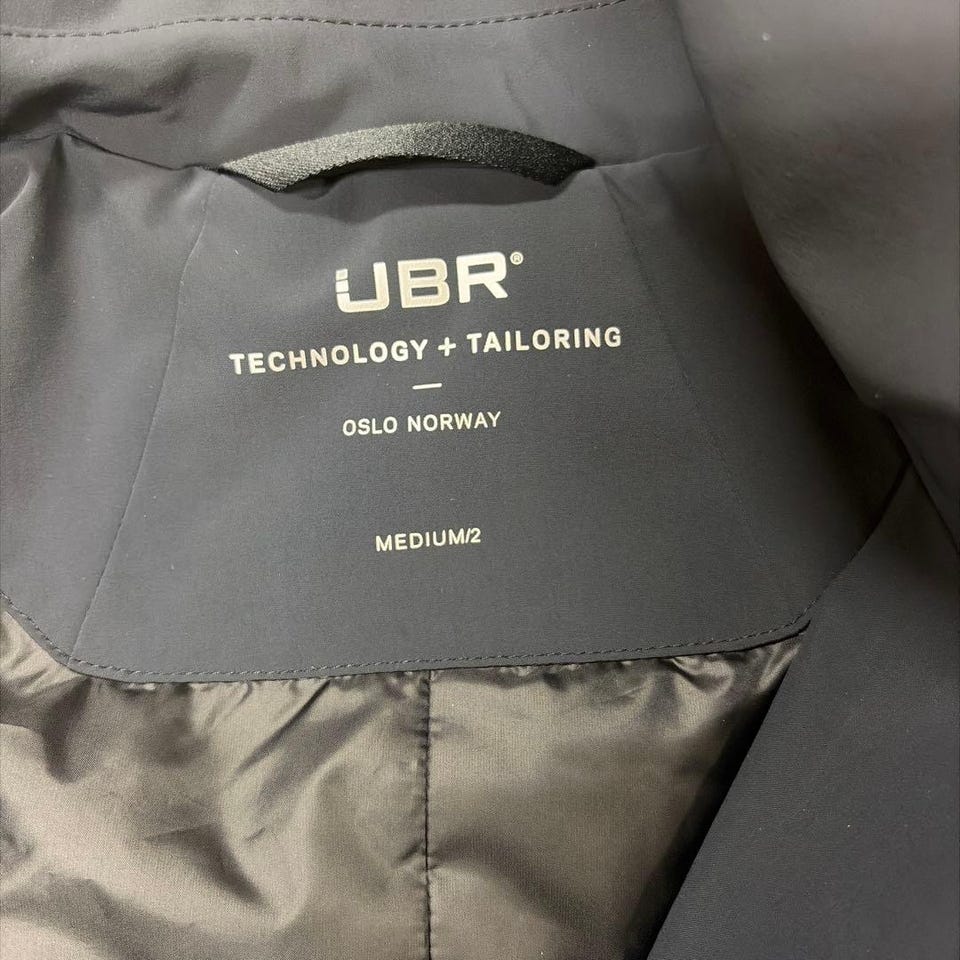 UBR®
TECHNOLOGY + TAILORING
—
OSLO NORWAY
MEDIUM/2